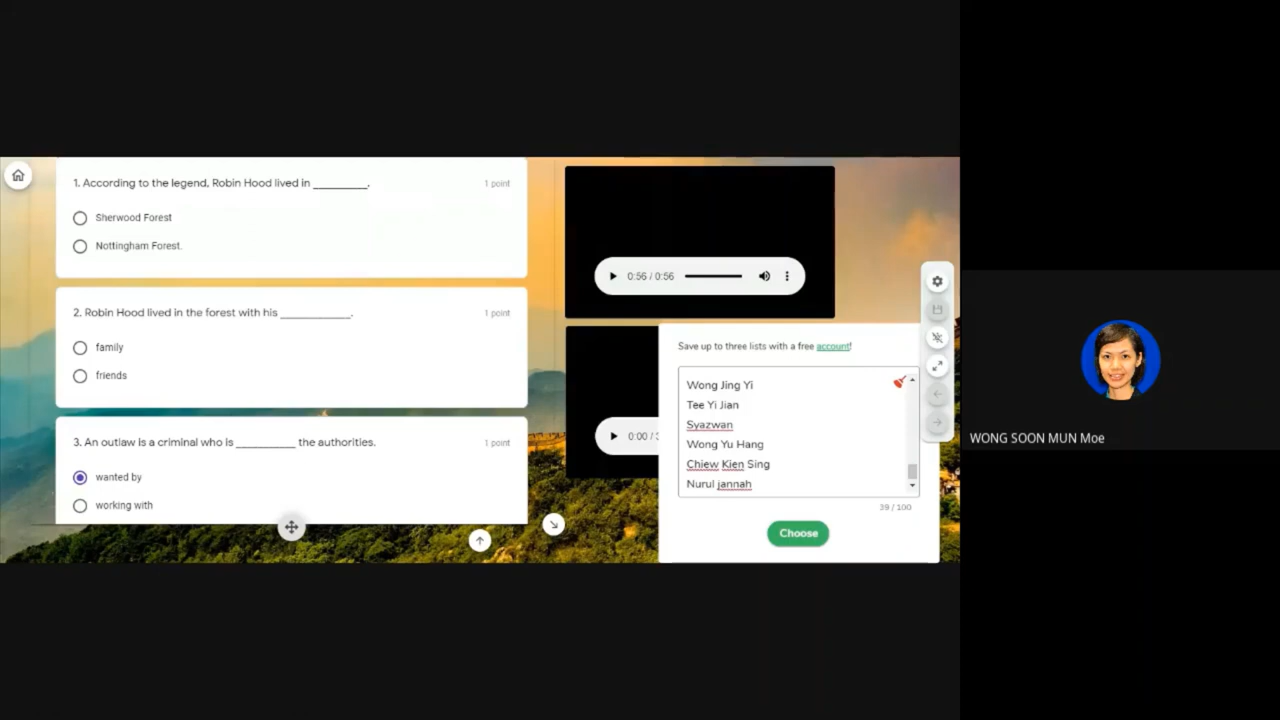 1. According to the legend, Robin Hood lived in _________.
1 point
Sherwood Forest
Nottingham Forest.
2. Robin Hood lived in the forest with his ____________.
1 point
family
friends
3. An outlaw is a criminal who is __________ the authorities.
1 point
wanted by
working with
0:56 / 0:56
0:00 /
Save up to three lists with a free account!
Wong Jing Yi
Tee Yi Jian
Syazwan
Wong Yu Hang
Chiew Kien Sing
Nurul jannah
39 / 100
Choose
WONG SOON MUN Moe